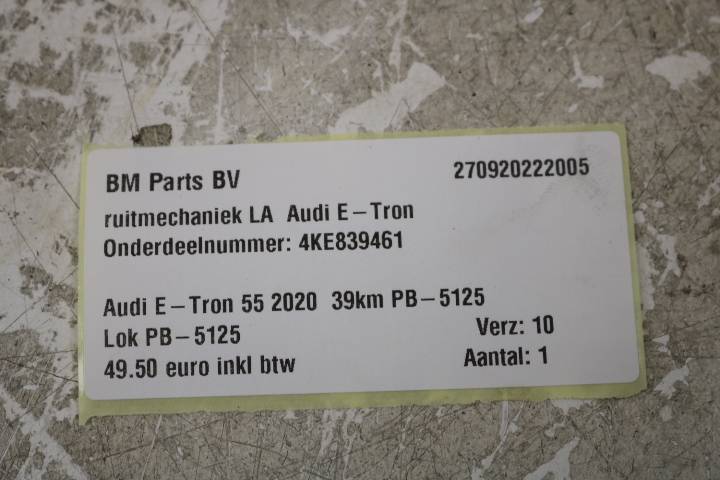 BM Parts BV 270920222005
ruitmechaniek LA Audi E-Tron
Onderdeelnummer: 4KE839461
Audi E-Tron 55 2020 39km PB-5125
Lok PB-5125 Verz: 10
49.50 euro inkl btw Aantal: 1